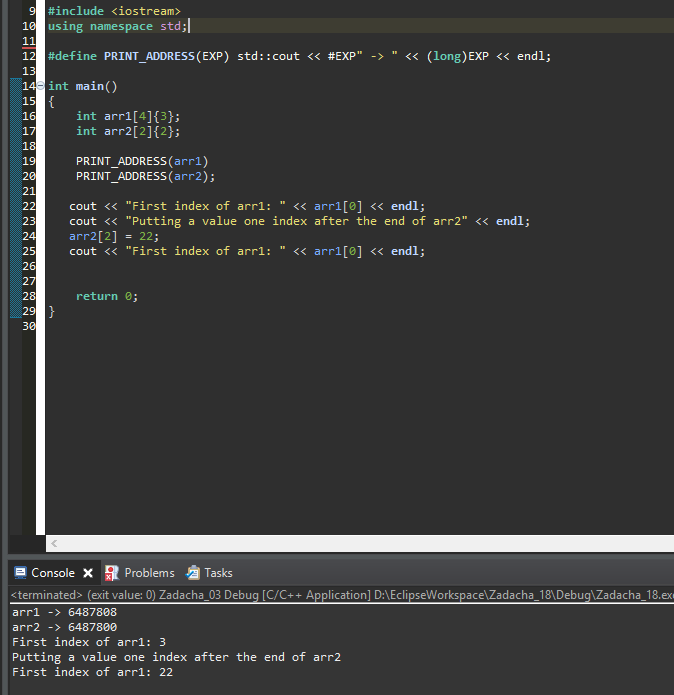 9 #include <iostream>
10 using namespace std;
11
12 #define PRINT_ADDRESS(EXP) std::cout << #EXP" -> " << (long)EXP << endl;
13
14 int main()
15 {
16 int arr1[4]{3};
17 int arr2[2]{2};
18
19 PRINT_ADDRESS(arr1)
20 PRINT_ADDRESS(arr2);
21
22 cout << "First index of arr1: " << arr1[0] << endl;
23 cout << "Putting a value one index after the end of arr2" << endl;
24 arr2[2] = 22;
25 cout << "First index of arr1: " << arr1[0] << endl;
26
27
28 return 0;
29 }
30
Console Problems Tasks
<terminated> (exit value: 0) Zadacha_03 Debug [C/C++ Application] D:\EclipseWorkspace\Zadacha_18\Debug\Zadacha_18.exe
arr1 -> 6487808
arr2 -> 6487800
First index of arr1: 3
Putting a value one index after the end of arr2
First index of arr1: 22